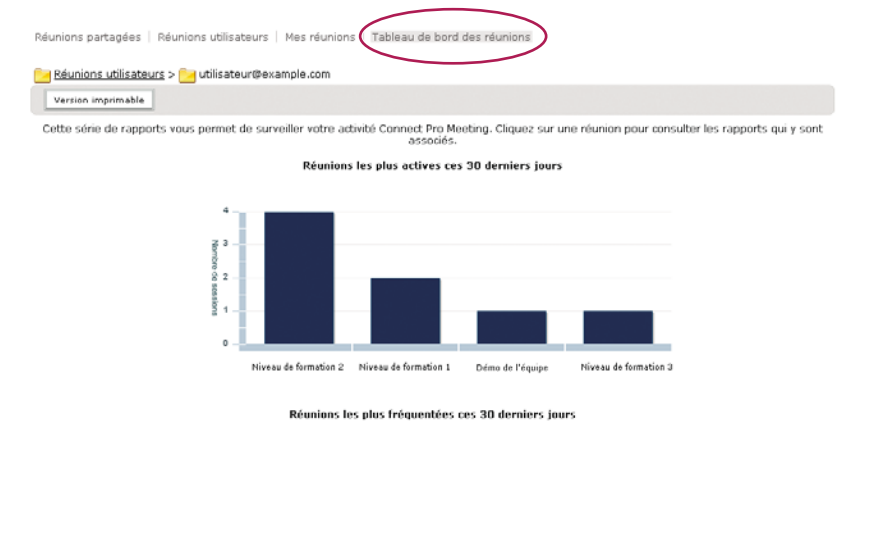 Réunions partagées | Réunions utilisateurs | Mes réunions | Tableau de bord des réunions
Réunions utilisateurs > utilisateur@example.com
Version imprimable
Cette série de rapports vous permet de surveiller votre activité Connect Pro Meeting. Cliquez sur une réunion pour consulter les rapports qui y sont
associés.
Réunions les plus actives ces 30 derniers jours
4
3
2
1
0
Nombre de sessions
Niveau de formation 2 Niveau de formation 1 Démo de l'équipe Niveau de formation 3
Réunions les plus fréquentées ces 30 derniers jours